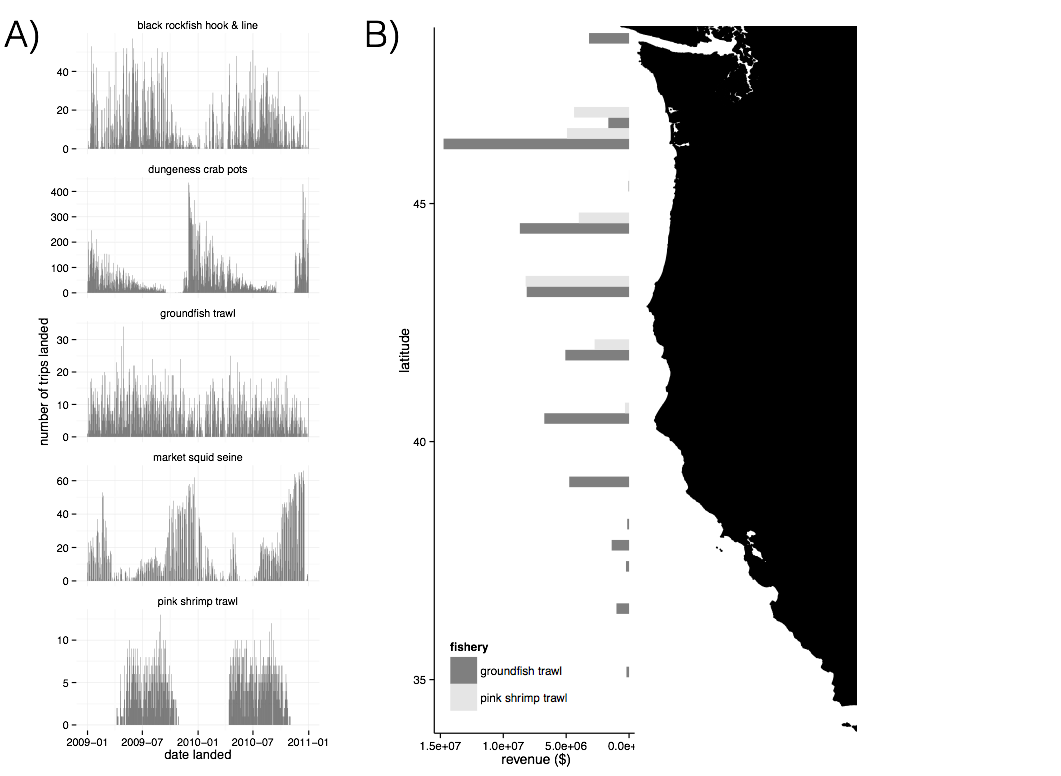 A)
black rockfish hook & line
40
20
0
dungeness crab pots
400
300
200
100
0
groundfish trawl
30
20
10
0
market squid seine
60
40
20
0
pink shrimp trawl
10
5
0
number of trips landed
2009−01 2009−07 2010−01 2010−07 2011−01
date landed
B)
45
40
35
latitude
fishery
groundfish trawl
pink shrimp trawl
1.5e+07 1.0e+07 5.0e+06 0.0e+
revenue ($)